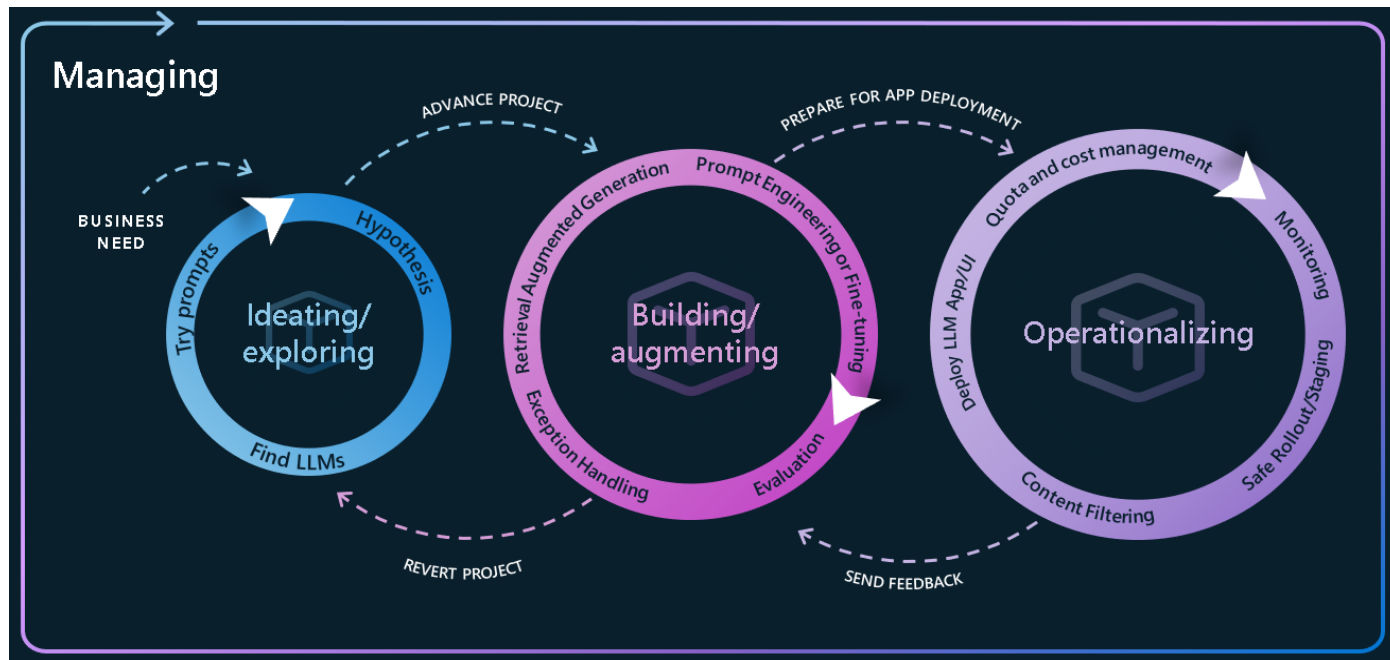 Managing
BUSINESS
NEED
ADVANCE PROJECT
PREPARE FOR APP DEPLOYMENT
Try prompts
Hypothesis
Find LLMs
Ideating/
exploring
REVERT PROJECT
Retrieval Augmented Generation
Prompt Engineering or Fine-tuning
Exception Handling
Evaluation
Building/
augmenting
SEND FEEDBACK
Quota and cost management
Monitoring
Deploy LLM App/UI
Safe Rollout/Staging
Content Filtering
Operationalizing